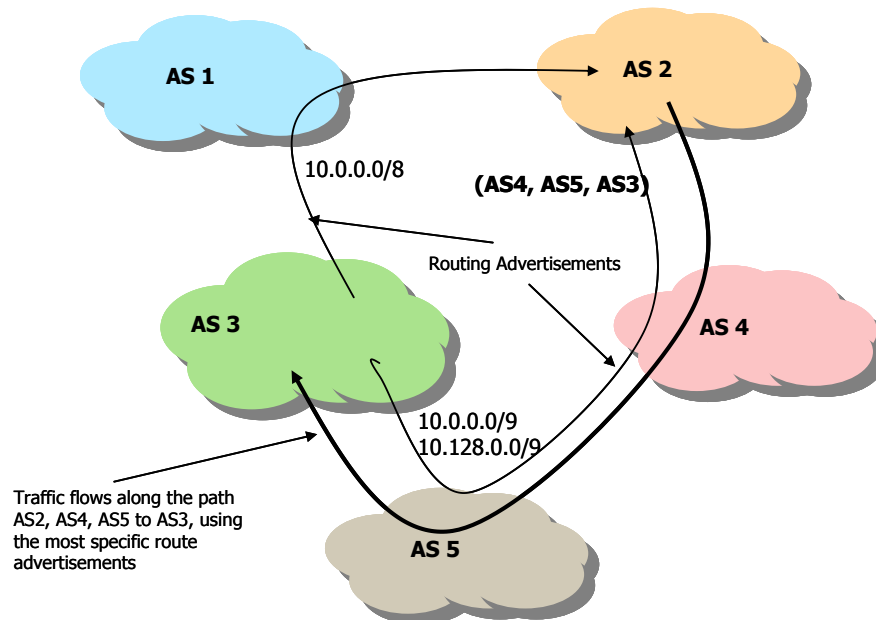 AS 1
AS 2
10.0.0.0/8
(AS4, AS5, AS3)
Routing Advertisements
AS 3
AS 4
10.0.0.0/9
10.128.0.0/9
Traffic flows along the path
AS2, AS4, AS5 to AS3, using
the most specific route
advertisements
AS 5